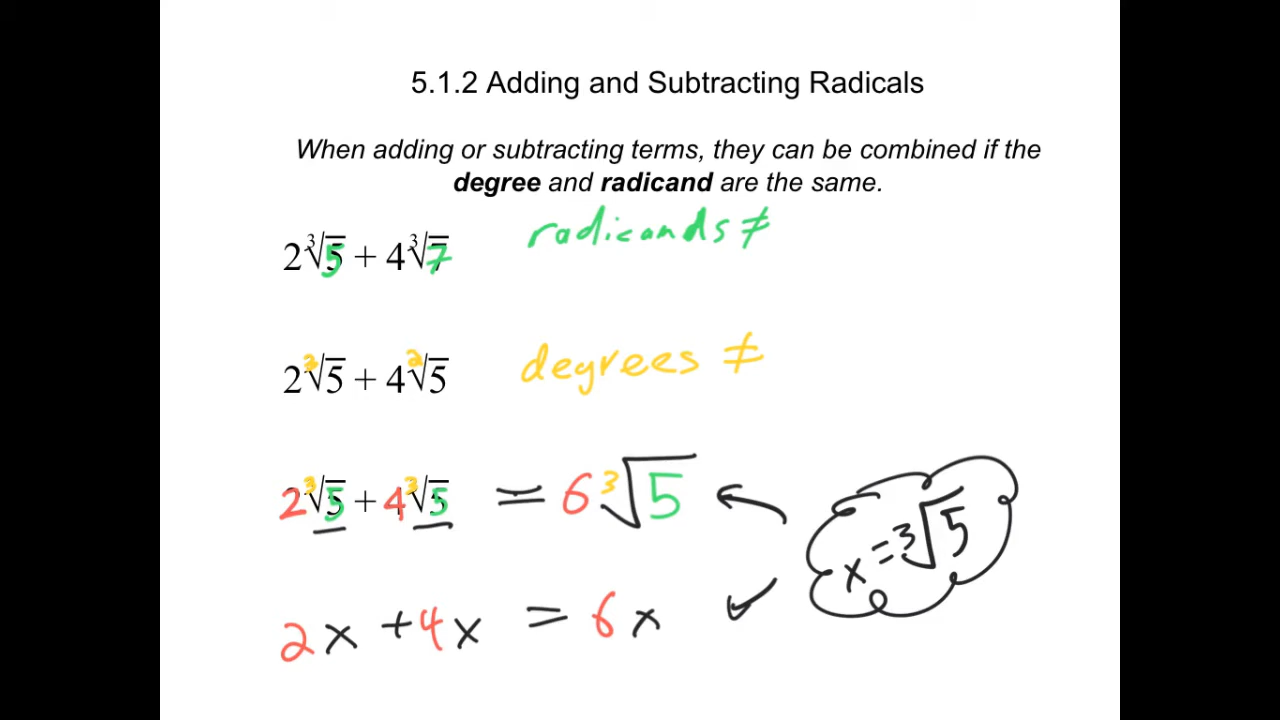 5.1.2 Adding and Subtracting Radicals
When adding or subtracting terms, they can be combined if the
degree and radicand are the same.
2∛5 + 4∛7 radicands ≠
2∛5 + 4²√5 degrees ≠
2∛5 + 4∛5 = 6∛5
x = ∛5
2x + 4x = 6x